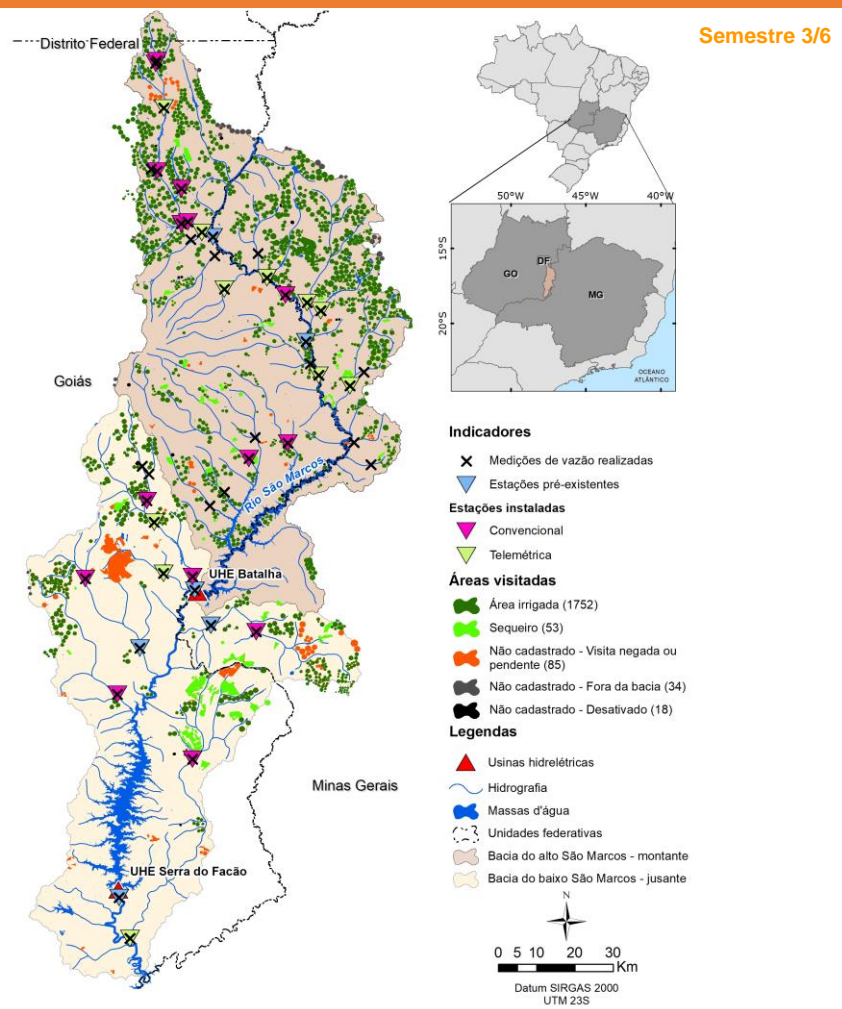 Semestre 3/6
Distrito Federal
Goiás
Rio São Marcos
UHE Batalha
Minas Gerais
UHE Serra do Facão
50°W 45°W 40°W
15°S
20°S
DF
GO
MG
OCEANO
ATLÂNTICO
Indicadores
Medições de vazão realizadas
Estações pré-existentes
Estações instaladas
Convencional
Telemétrica
Áreas visitadas
Área irrigada (1752)
Sequeiro (53)
Não cadastrado - Visita negada ou
pendente (85)
Não cadastrado - Fora da bacia (34)
Não cadastrado - Desativado (18)
Legendas
Usinas hidrelétricas
Hidrografia
Massas d'água
Unidades federativas
Bacia do alto São Marcos - montante
Bacia do baixo São Marcos - jusante
N
0 5 10 20 30
Km
Datum SIRGAS 2000
UTM 23S